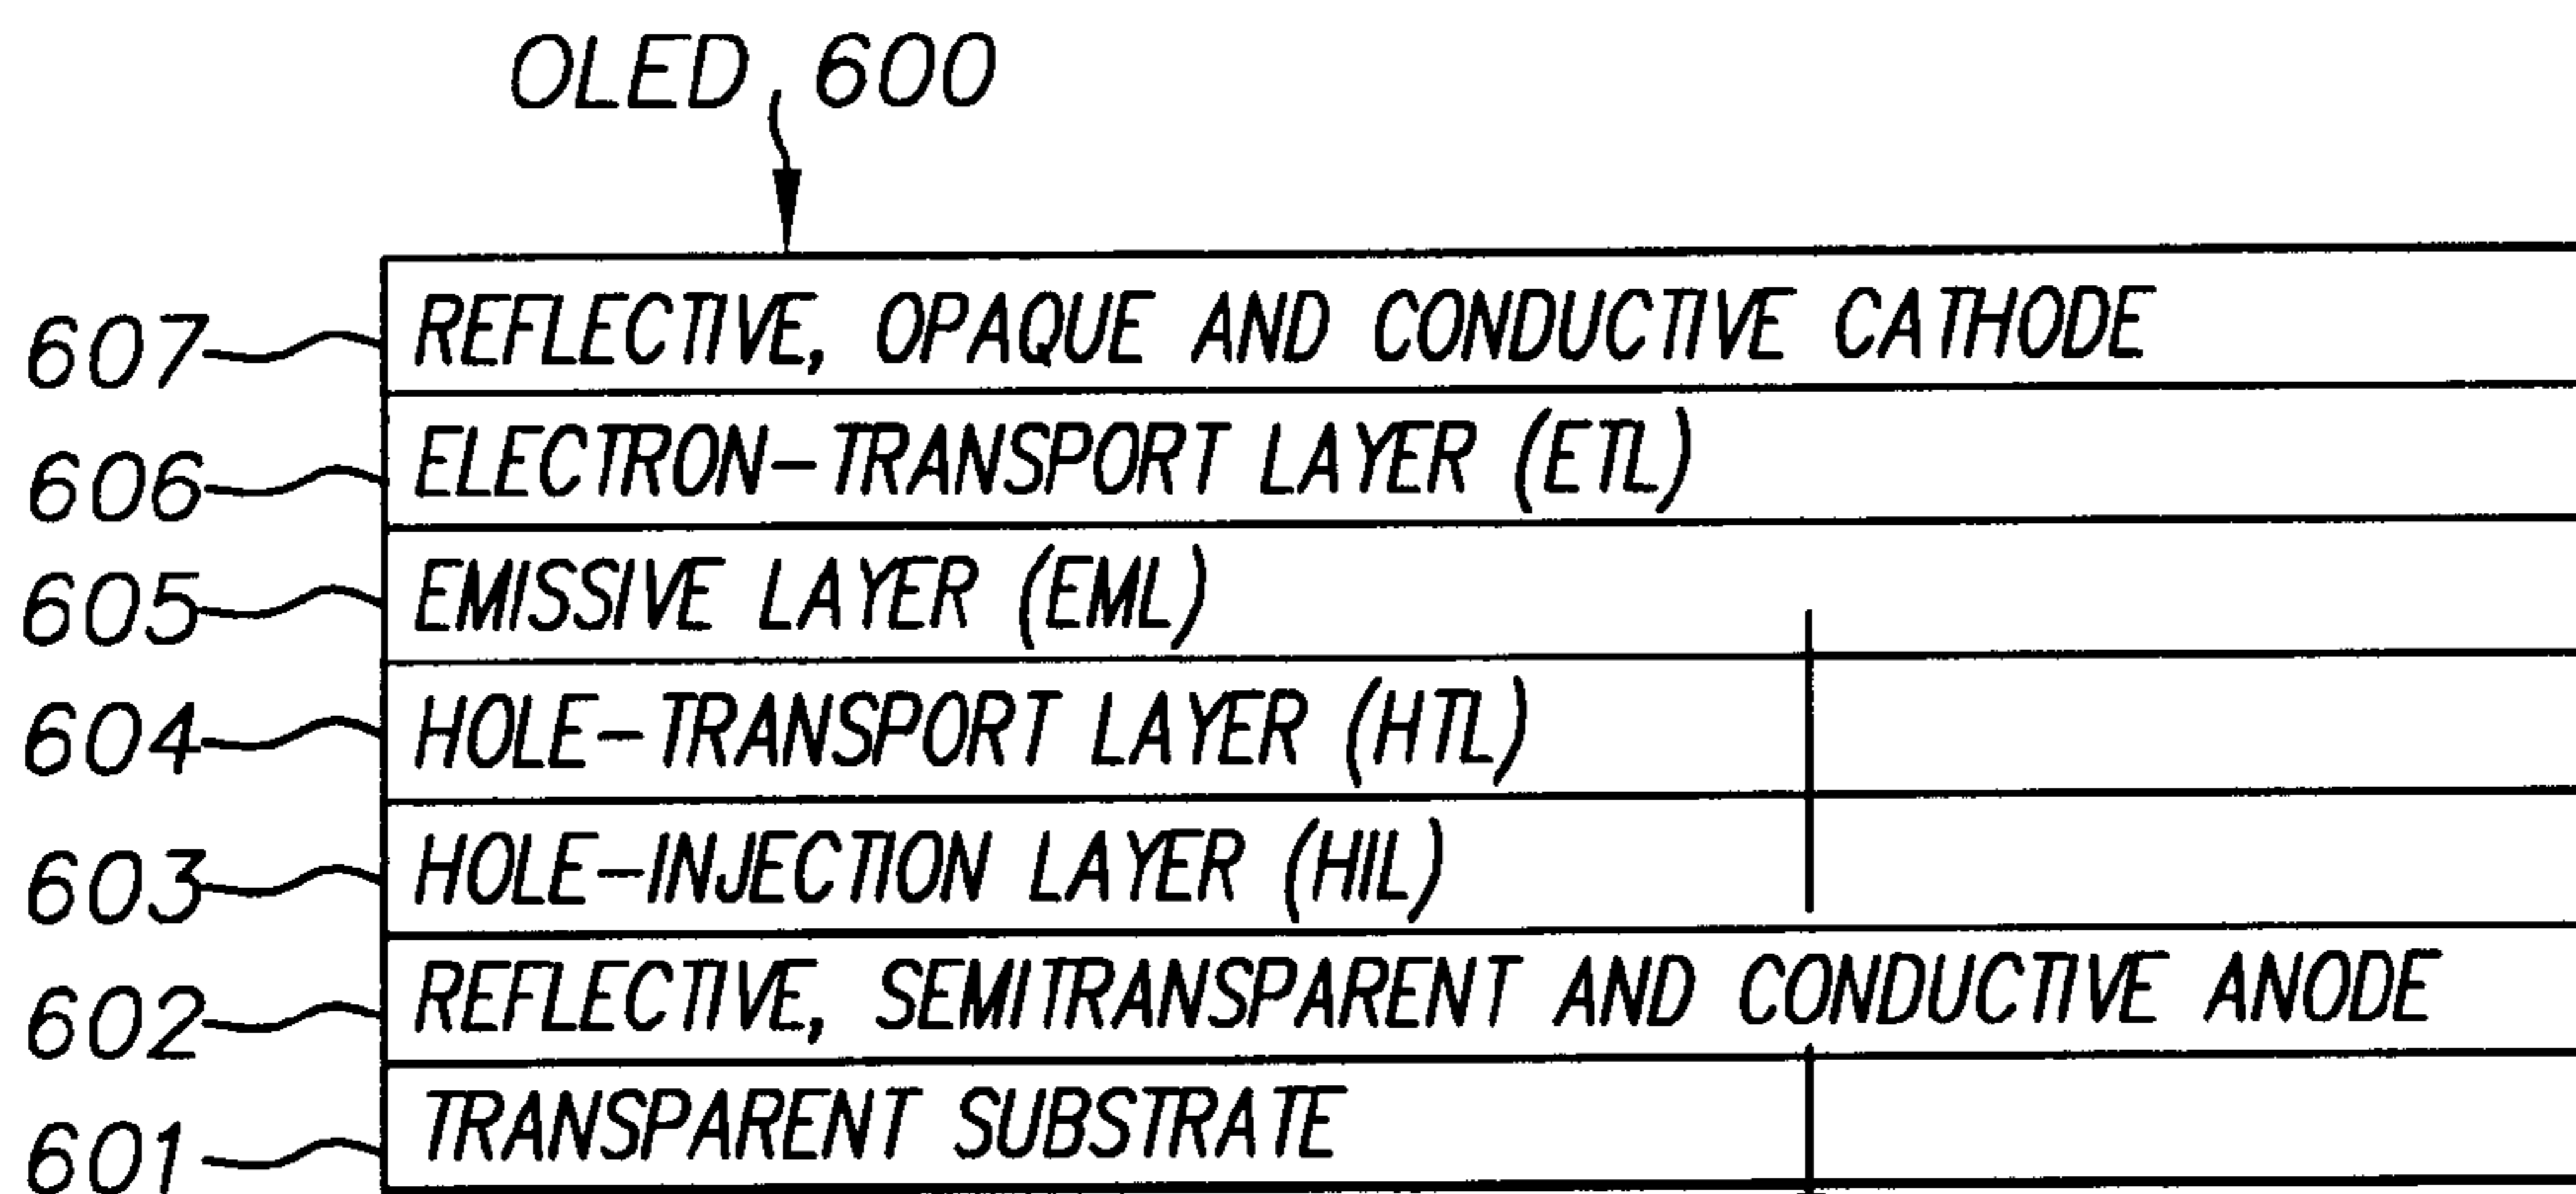 OLED 600
607 REFLECTIVE, OPAQUE AND CONDUCTIVE CATHODE
606 ELECTRON-TRANSPORT LAYER (ETL)
605 EMISSIVE LAYER (EML)
604 HOLE-TRANSPORT LAYER (HTL)
603 HOLE-INJECTION LAYER (HIL)
602 REFLECTIVE, SEMITRANSPARENT AND CONDUCTIVE ANODE
601 TRANSPARENT SUBSTRATE